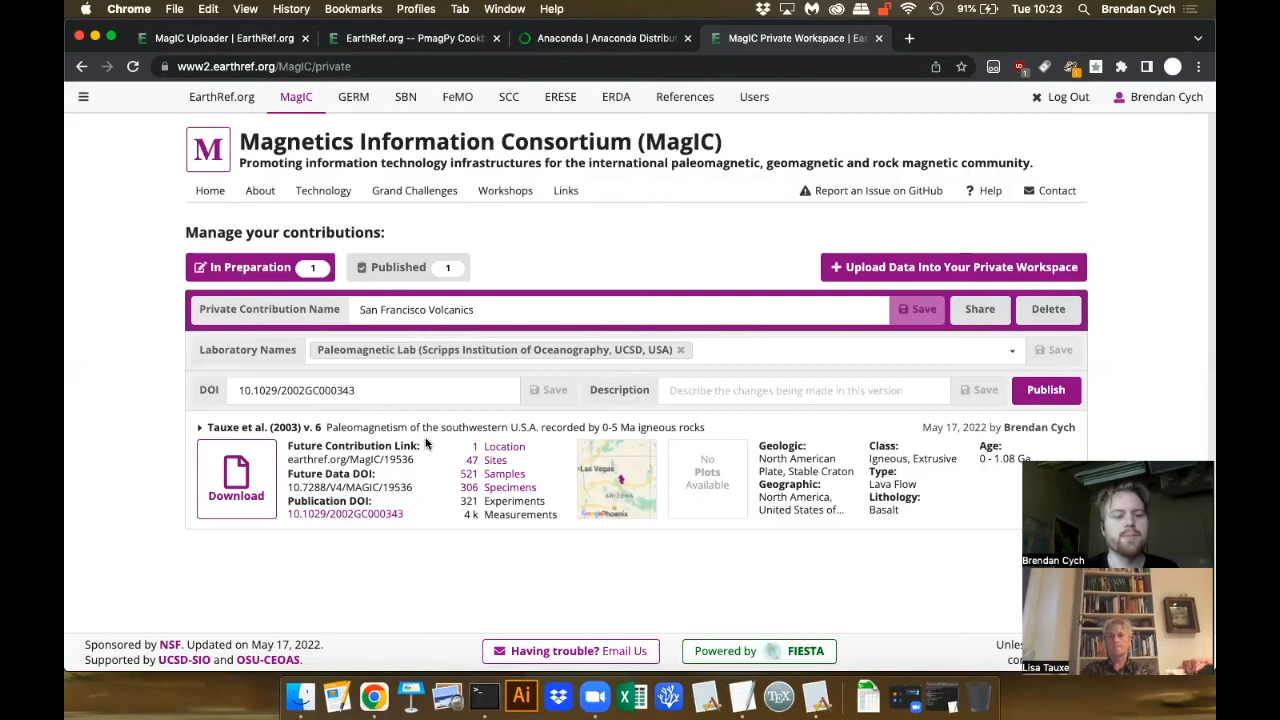 Chrome File Edit View History Bookmarks Profiles Tab Window Help 91% Tue 10:23 Brendan Cych
MagIC Uploader | EarthRef.org EarthRef.org -- PmagPy Cookb Anaconda | Anaconda Distribut MagIC Private Workspace | Ear
www2.earthref.org/MagIC/private
EarthRef.org MagIC GERM SBN FeMO SCC ERESE ERDA References Users Log Out Brendan Cych
M
Magnetics Information Consortium (MagIC)
Promoting information technology infrastructures for the international paleomagnetic, geomagnetic and rock magnetic community.
Home About Technology Grand Challenges Workshops Links Report an Issue on GitHub ? Help Contact
Manage your contributions:
In Preparation 1 Published 1 + Upload Data Into Your Private Workspace
Private Contribution Name San Francisco Volcanics Save Share Delete
Laboratory Names Paleomagnetic Lab (Scripps Institution of Oceanography, UCSD, USA) Save
DOI 10.1029/2002GC000343 Save Description Describe the changes being made in this version Save Publish
Tauxe et al. (2003) v. 6 Paleomagnetism of the southwestern U.S.A. recorded by 0-5 Ma igneous rocks May 17, 2022 by Brendan Cych
Download
Future Contribution Link:
earthref.org/MagIC/19536
Future Data DOI:
10.7288/V4/MAGIC/19536
Publication DOI:
10.1029/2002GC000343
1 Location
47 Sites
521 Samples
306 Specimens
321 Experiments
4 k Measurements
Las Vegas
ARIZONA
Google Phoenix
No
Plots
Available
Geologic:
North American
Plate, Stable Craton
Geographic:
North America,
United States of...
Class:
Igneous, Extrusive
Type:
Lava Flow
Lithology:
Basalt
Age:
0 - 1.08 Ga
Brendan Cych
Lisa Tauxe
Sponsored by NSF. Updated on May 17, 2022.
Supported by UCSD-SIO and OSU-CEOAS.
Having trouble? Email Us
Powered by FIESTA
Ai
TEX